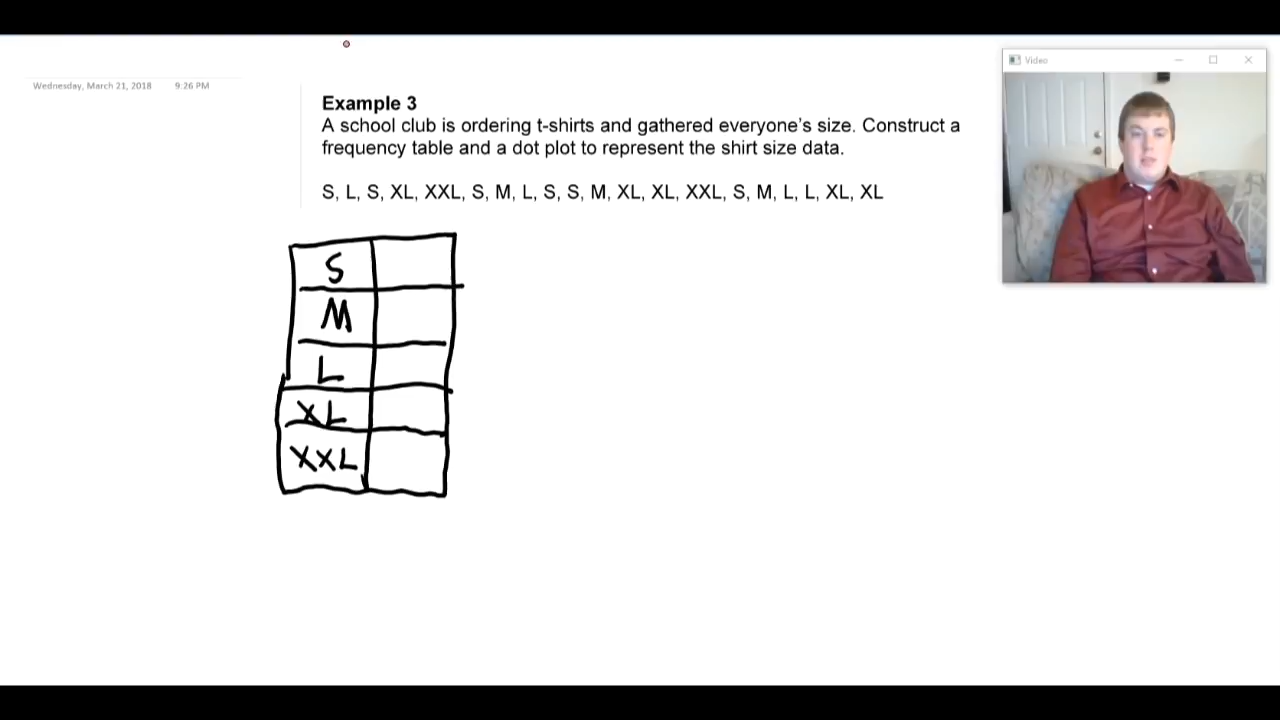 Video
Wednesday, March 21, 2018 9:26 PM
Example 3
A school club is ordering t-shirts and gathered everyone's size. Construct a
frequency table and a dot plot to represent the shirt size data.
S, L, S, XL, XXL, S, M, L, S, S, M, XL, XL, XXL, S, M, L, L, XL, XL
S
M
L
XL
XXL